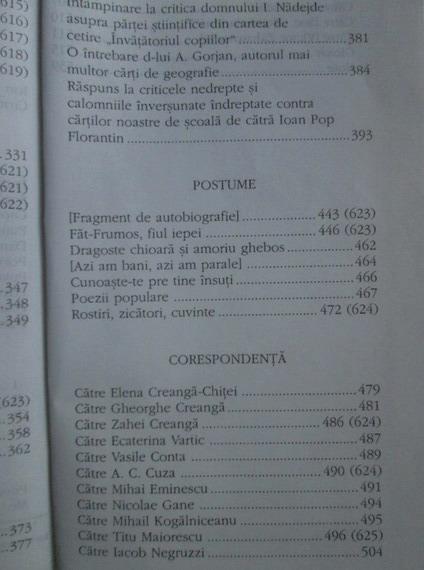 615)
616)
617)
618)
619)
.331
621)
621)
622)
..347
..348
..349
623)
..354
..358
..362
..373
..377
întâmpinare la critica domnului I. Nădejde
asupra părţei ştiinţifice din cartea de
cetire „Învăţătoriul copiilor" ........ 381
O întrebare d-lui A. Gorjan, autorul mai
multor cărţi de geografie ........ 384
Răspuns la criticele nedrepte şi
calomniile înverşunate îndreptate contra
cărţilor noastre de şcoală de cătră Ioan Pop
Florantin ........ 393
POSTUME
[Fragment de autobiografie] ........ 443 (623)
Făt-Frumos, fiul iepei ........ 446 (623)
Dragoste chioară şi amoriu ghebos ........ 462
[Azi am bani, azi am parale] ........ 464
Cunoaşte-te pre tine însuţi ........ 466
Poezii populare ........ 467
Rostiri, zicători, cuvinte ........ 472 (624)
CORESPONDENŢĂ
Către Elena Creangă-Chiţei ........ 479
Către Gheorghe Creangă ........ 481
Către Zahei Creangă ........ 486 (624)
Către Ecaterina Vartic ........ 487
Către Vasile Conta ........ 489
Către A. C. Cuza ........ 490 (624)
Către Mihai Eminescu ........ 491
Către Nicolae Gane ........ 494
Către Mihail Kogălniceanu ........ 495
Către Titu Maiorescu ........ 496 (625)
Către Iacob Negruzzi ........ 504